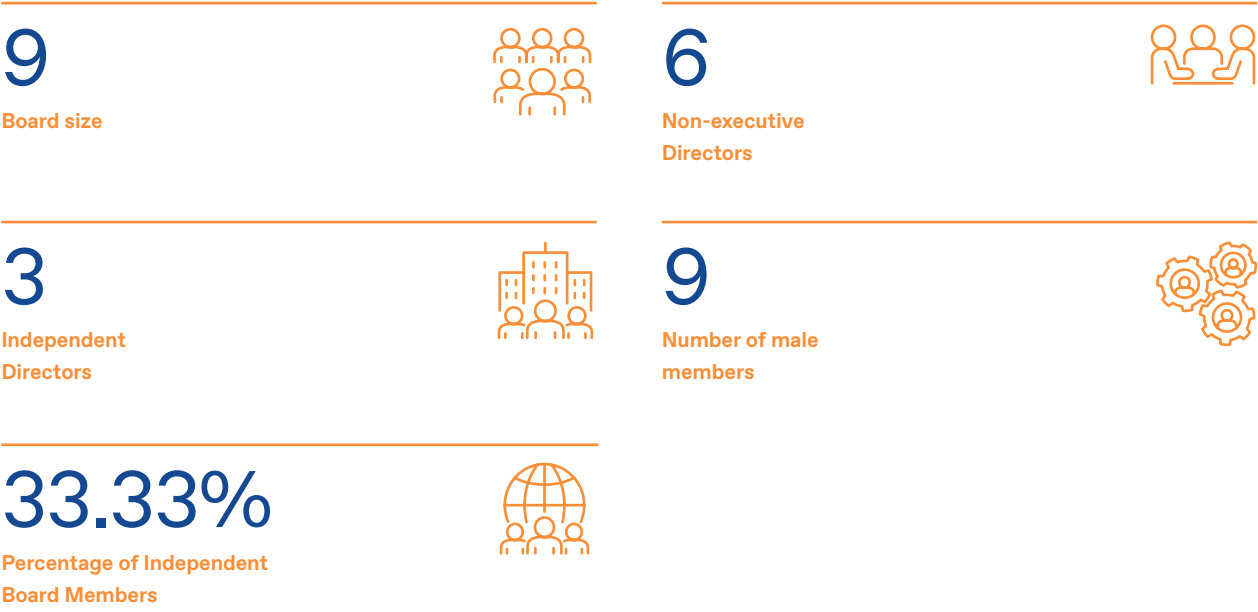 9
Board size
6
Non-executive
Directors
3
Independent
Directors
9
Number of male
members
33.33%
Percentage of Independent
Board Members